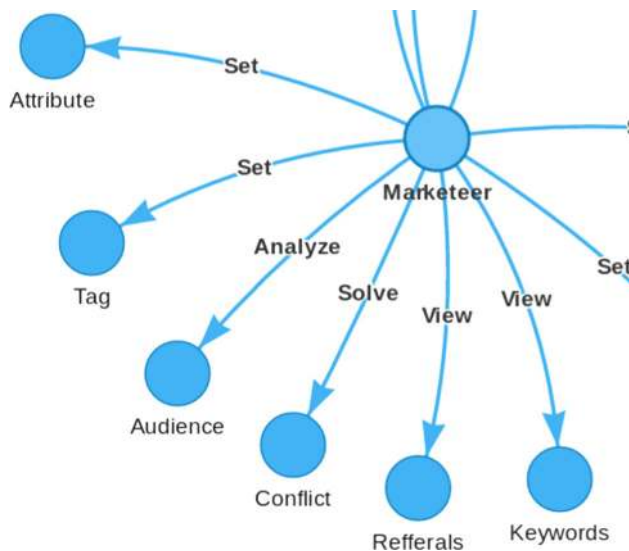 Set
Attribute
Set
Marketeer
Analyze
Tag
Set
Solve
View
View
Audience
Conflict
Refferals
Keywords